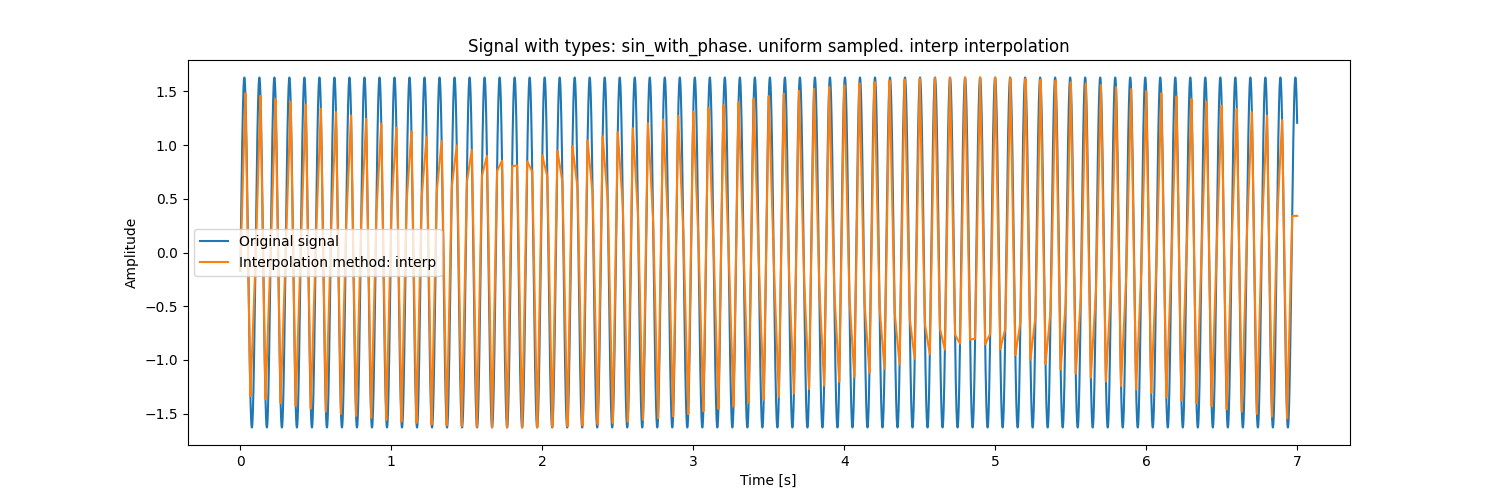 Signal with types: sin_with_phase. uniform sampled. interp interpolation
Amplitude
1.5
1.0
0.5
0.0
−0.5
−1.0
−1.5
Original signal
Interpolation method: interp
0 1 2 3 4 5 6 7
Time [s]